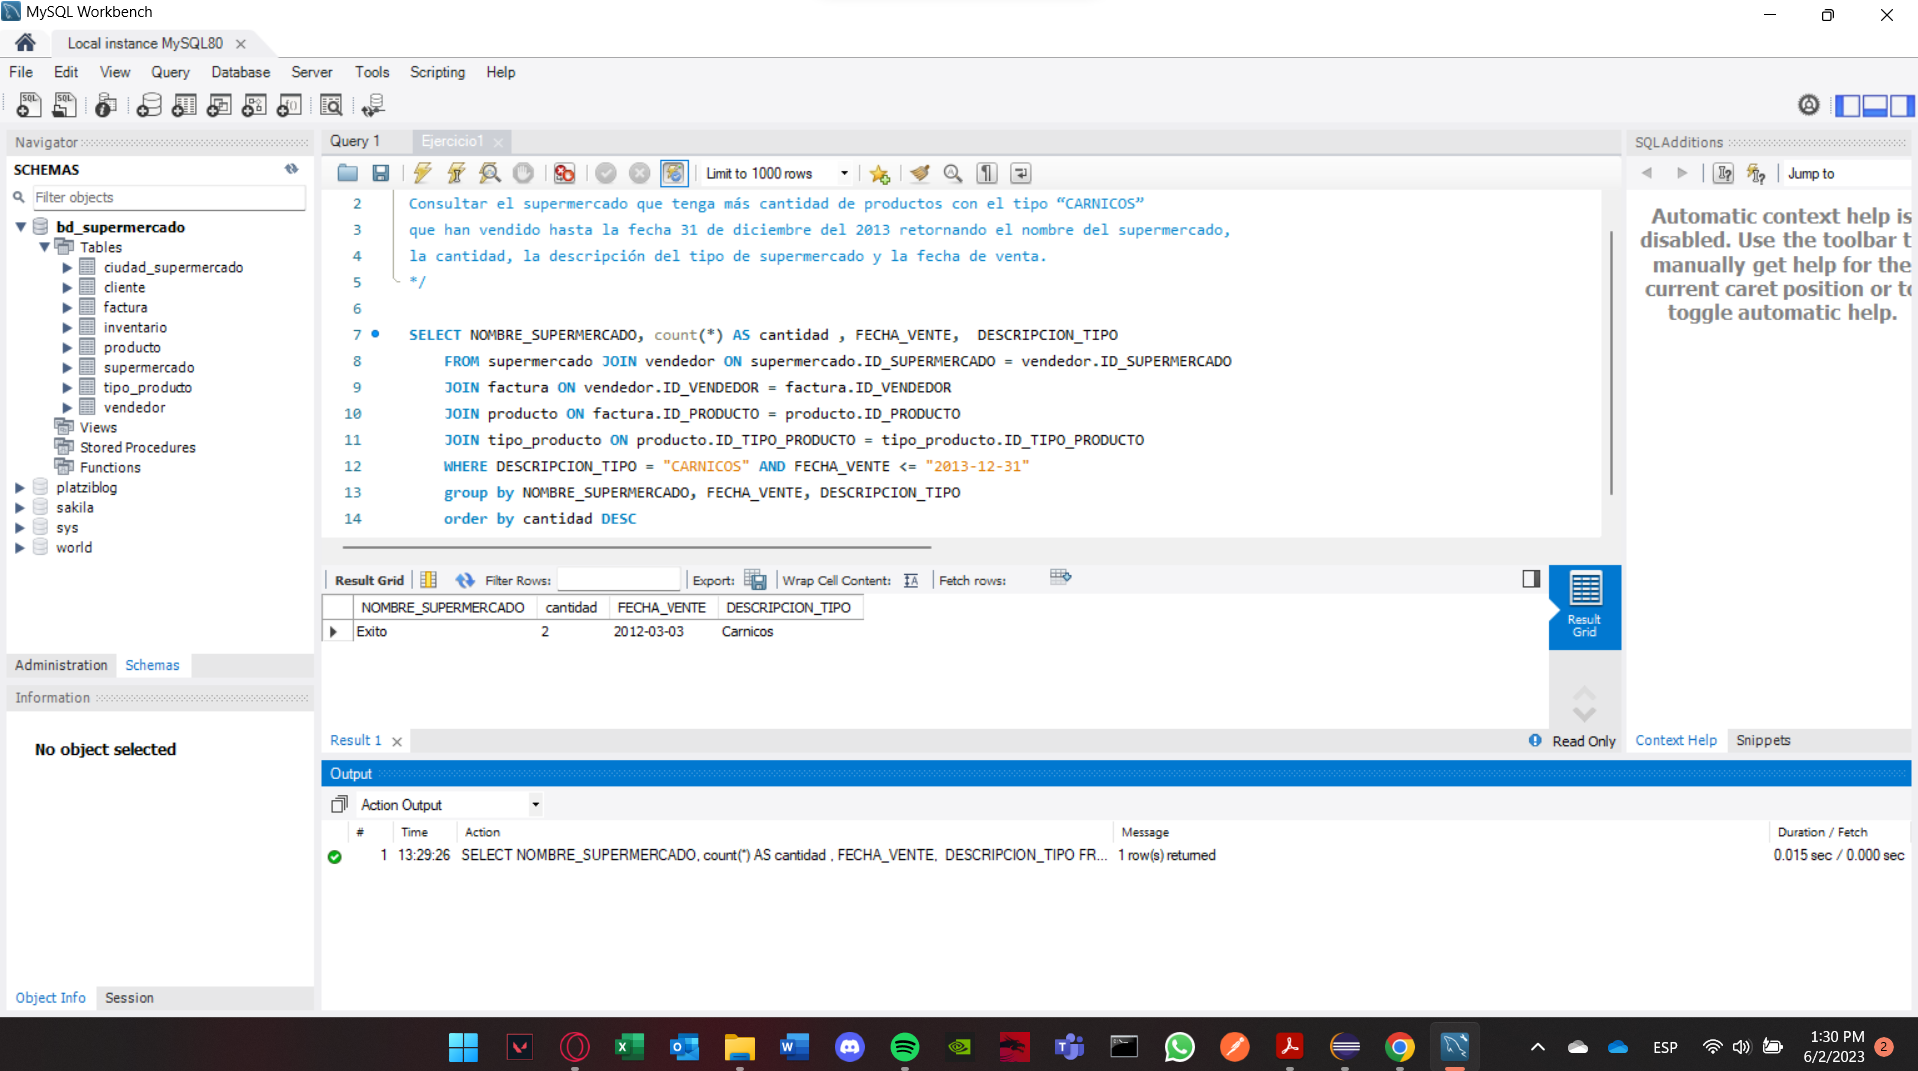 MySQL Workbench
Local instance MySQL80
File Edit View Query Database Server Tools Scripting Help
Navigator
SCHEMAS
Filter objects
bd_supermercado
Tables
ciudad_supermercado
cliente
factura
inventario
producto
supermercado
tipo_producto
vendedor
Views
Stored Procedures
Functions
platziblog
sakila
sys
world
Administration Schemas
Information
No object selected
Object Info Session
Query 1 Ejercicio1
Limit to 1000 rows
2 Consultar el supermercado que tenga más cantidad de productos con el tipo “CARNICOS”
3 que han vendido hasta la fecha 31 de diciembre del 2013 retornando el nombre del supermercado,
4 la cantidad, la descripción del tipo de supermercado y la fecha de venta.
5 */
6
7 SELECT NOMBRE_SUPERMERCADO, count(*) AS cantidad , FECHA_VENTE, DESCRIPCION_TIPO
8 FROM supermercado JOIN vendedor ON supermercado.ID_SUPERMERCADO = vendedor.ID_SUPERMERCADO
9 JOIN factura ON vendedor.ID_VENDEDOR = factura.ID_VENDEDOR
10 JOIN producto ON factura.ID_PRODUCTO = producto.ID_PRODUCTO
11 JOIN tipo_producto ON producto.ID_TIPO_PRODUCTO = tipo_producto.ID_TIPO_PRODUCTO
12 WHERE DESCRIPCION_TIPO = "CARNICOS" AND FECHA_VENTE <= "2013-12-31"
13 group by NOMBRE_SUPERMERCADO, FECHA_VENTE, DESCRIPCION_TIPO
14 order by cantidad DESC
Result Grid Filter Rows: Export: Wrap Cell Content: Fetch rows:
NOMBRE_SUPERMERCADO cantidad FECHA_VENTE DESCRIPCION_TIPO
Exito 2 2012-03-03 Carnicos
Result
Grid
Result 1
Read Only
SQLAdditions
Jump to
Automatic context help is
disabled. Use the toolbar t
manually get help for the
current caret position or to
toggle automatic help.
Context Help Snippets
Output
Action Output
# Time Action Message Duration / Fetch
1 13:29:26 SELECT NOMBRE_SUPERMERCADO, count(*) AS cantidad , FECHA_VENTE, DESCRIPCION_TIPO FR... 1 row(s) returned 0.015 sec / 0.000 sec
ESP
1:30 PM
6/2/2023
2